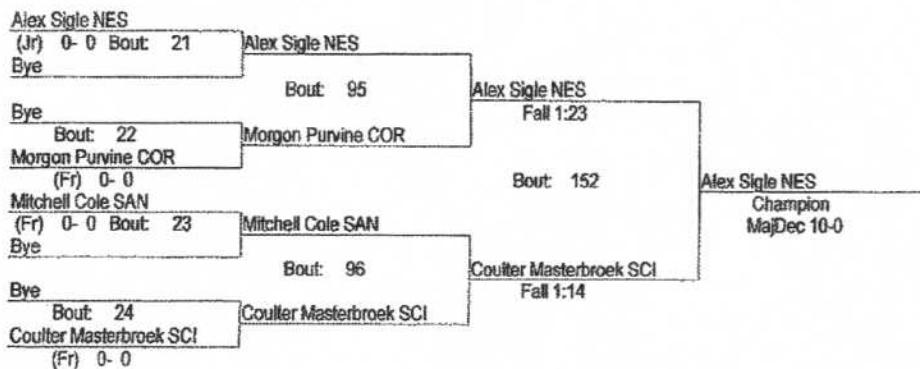 Alex Sigle NES
(Jr) 0- 0 Bout: 21
Bye
Alex Sigle NES
Bout: 95
Bye
Bout: 22
Morgon Purvine COR
(Fr) 0- 0
Morgon Purvine COR
Alex Sigle NES
Fall 1:23
Bout: 152
Mitchell Cole SAN
(Fr) 0- 0 Bout: 23
Bye
Mitchell Cole SAN
Bout: 96
Bye
Bout: 24
Coulter Masterbroek SCI
(Fr) 0- 0
Coulter Masterbroek SCI
Coulter Masterbroek SCI
Fall 1:14
Alex Sigle NES
Champion
MajDec 10-0